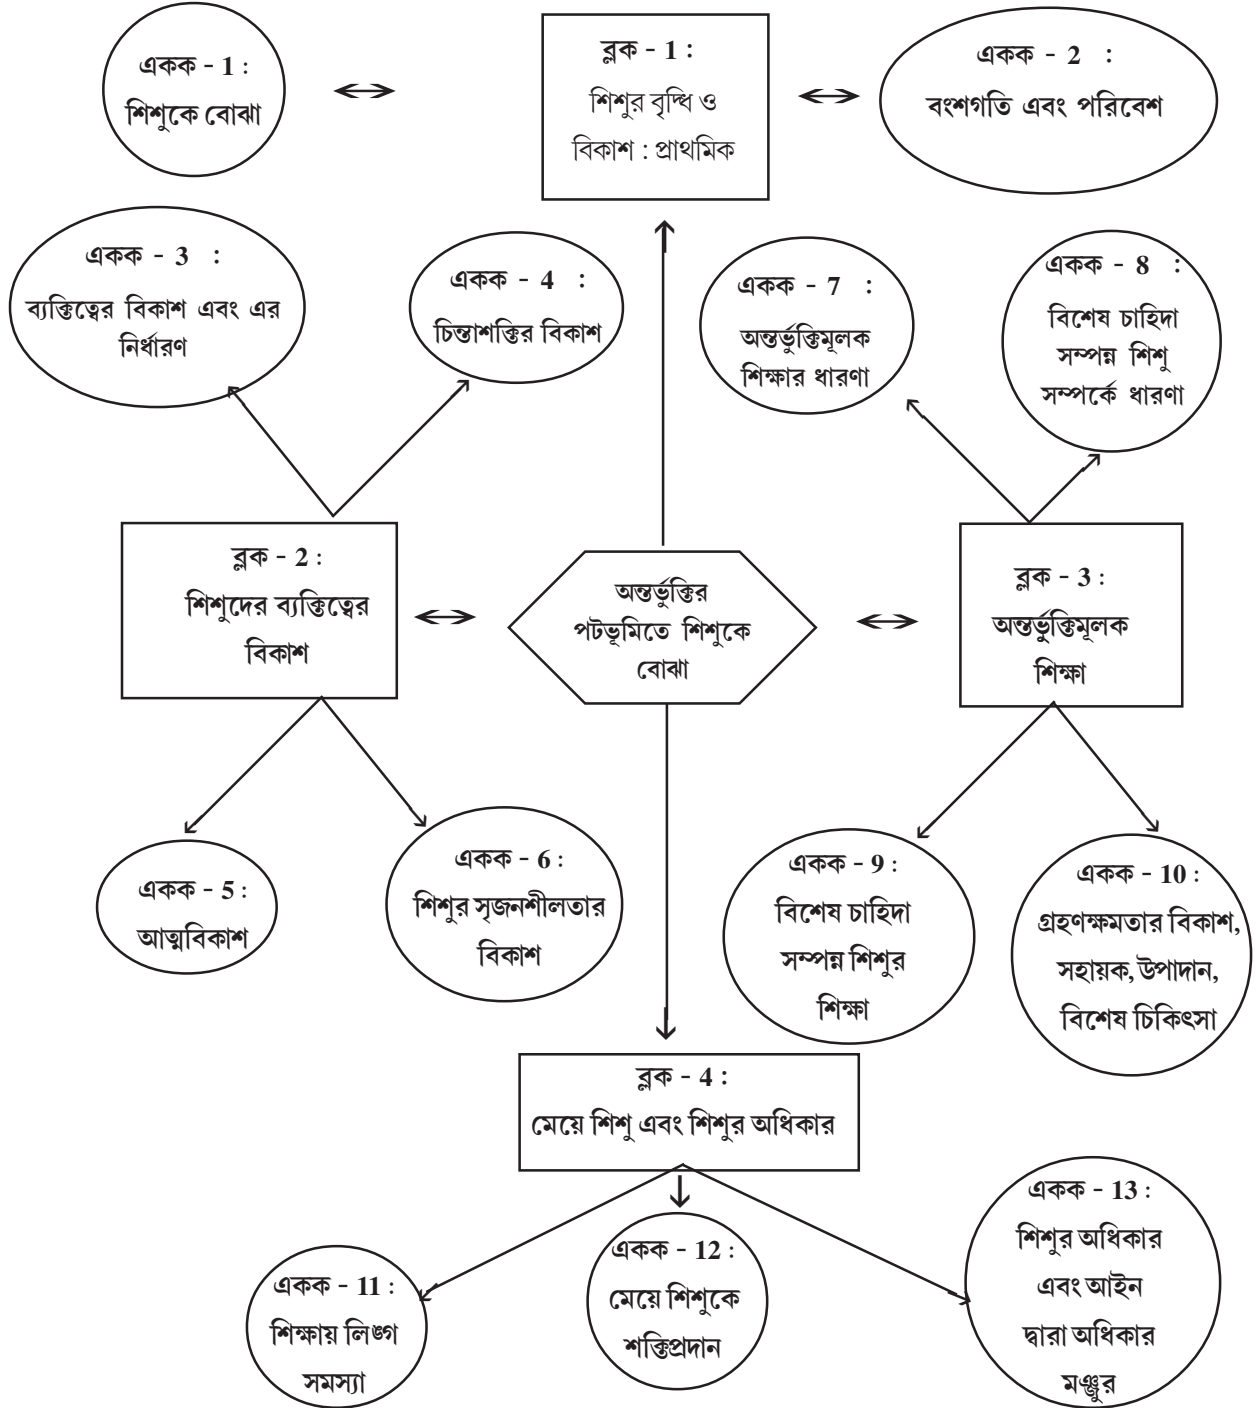 একক - 1 :
শিশুকে বোঝা
ব্লক - 1 :
শিশুর বৃদ্ধি ও
বিকাশ : প্রাথমিক
একক - 2 :
বংশগতি এবং পরিবেশ
একক - 3 :
ব্যক্তিত্বের বিকাশ এবং এর
নির্ধারণ
একক - 4 :
চিন্তাশক্তির বিকাশ
একক - 7 :
অন্তর্ভুক্তিমূলক
শিক্ষার ধারণা
একক - 8 :
বিশেষ চাহিদা
সম্পন্ন শিশু
সম্পর্কে ধারণা
ব্লক - 2 :
শিশুদের ব্যক্তিত্বের
বিকাশ
অন্তর্ভুক্তির
পটভূমিতে শিশুকে
বোঝা
ব্লক - 3 :
অন্তর্ভুক্তিমূলক
শিক্ষা
একক - 5 :
আত্মবিকাশ
একক - 6 :
শিশুর সৃজনশীলতার
বিকাশ
একক - 9 :
বিশেষ চাহিদা
সম্পন্ন শিশুর
শিক্ষা
একক - 10 :
গ্রহণক্ষমতার বিকাশ,
সহায়ক, উপাদান,
বিশেষ চিকিৎসা
ব্লক - 4 :
মেয়ে শিশু এবং শিশুর অধিকার
একক - 11 :
শিক্ষায় লিঙ্গ
সমস্যা
একক - 12 :
মেয়ে শিশুকে
শক্তিপ্রদান
একক - 13 :
শিশুর অধিকার
এবং আইন
দ্বারা অধিকার
মঞ্জুর